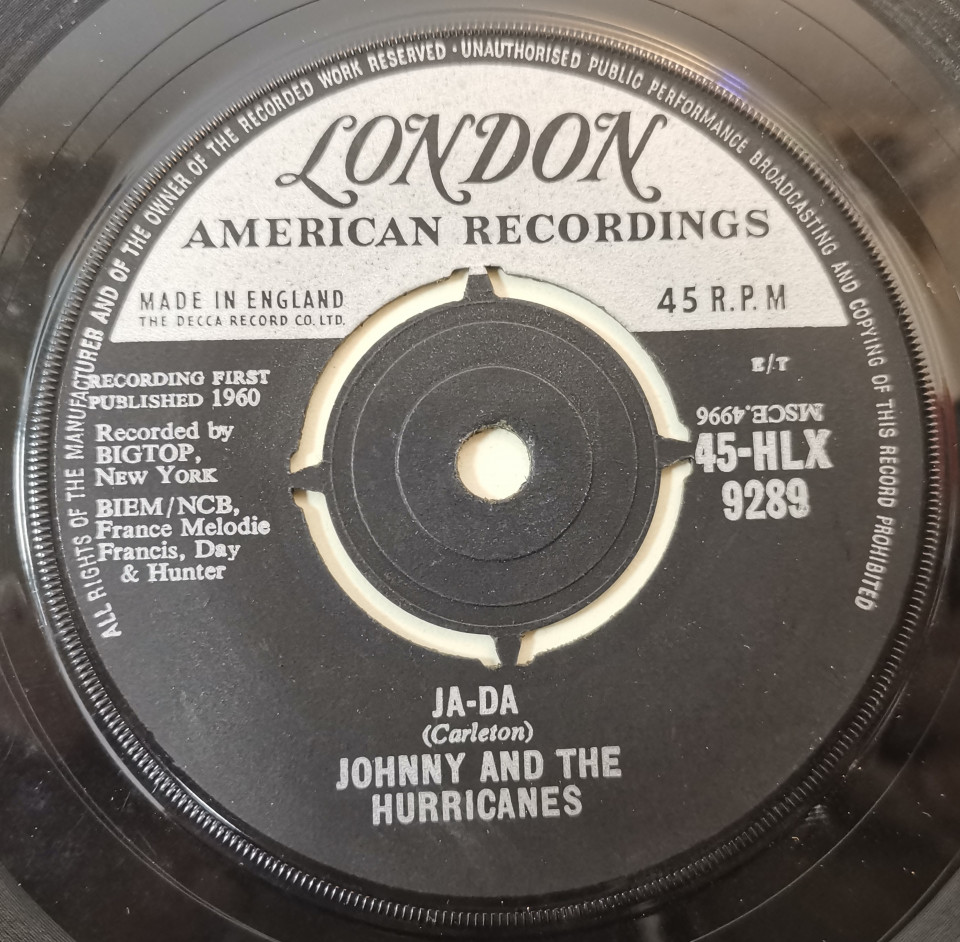 ALL RIGHTS OF THE MANUFACTURER AND OF THE OWNER OF THE RECORDED WORK RESERVED · UNAUTHORISED PUBLIC PERFORMANCE BROADCASTING AND COPYING OF THIS RECORD PROHIBITED
LONDON
AMERICAN RECORDINGS
MADE IN ENGLAND
THE DECCA RECORD CO. LTD.
45 R.P.M
RECORDING FIRST
PUBLISHED 1960
Recorded by
BIGTOP,
NEW YORK
BIEM/NCB,
France Melodie
Francis, Day
& Hunter
E/T
MSCE.4996
45-HLX
9289
JA-DA
(Carleton)
JOHNNY AND THE
HURRICANES